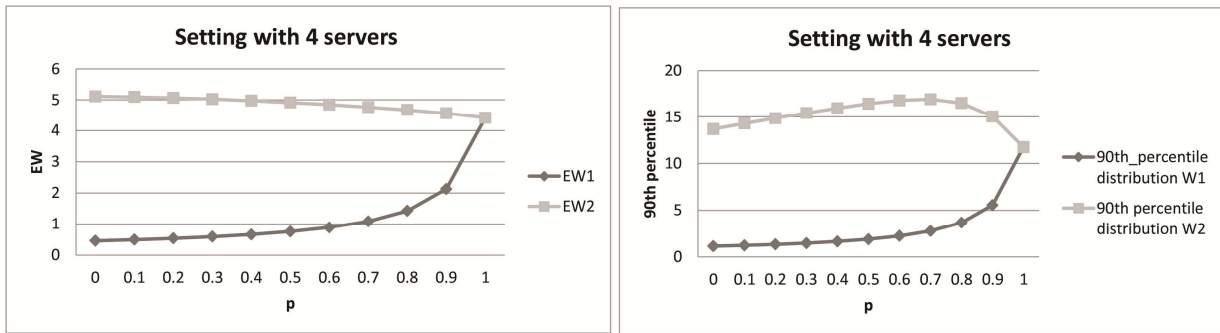 Setting with 4 servers
6
5
4
3
2
1
0
EW
0 0.1 0.2 0.3 0.4 0.5 0.6 0.7 0.8 0.9 1
p
EW1
EW2
Setting with 4 servers
20
15
10
5
0
90th percentile
0 0.1 0.2 0.3 0.4 0.5 0.6 0.7 0.8 0.9 1
p
90th_percentile
distribution W1
90th percentile
distribution W2